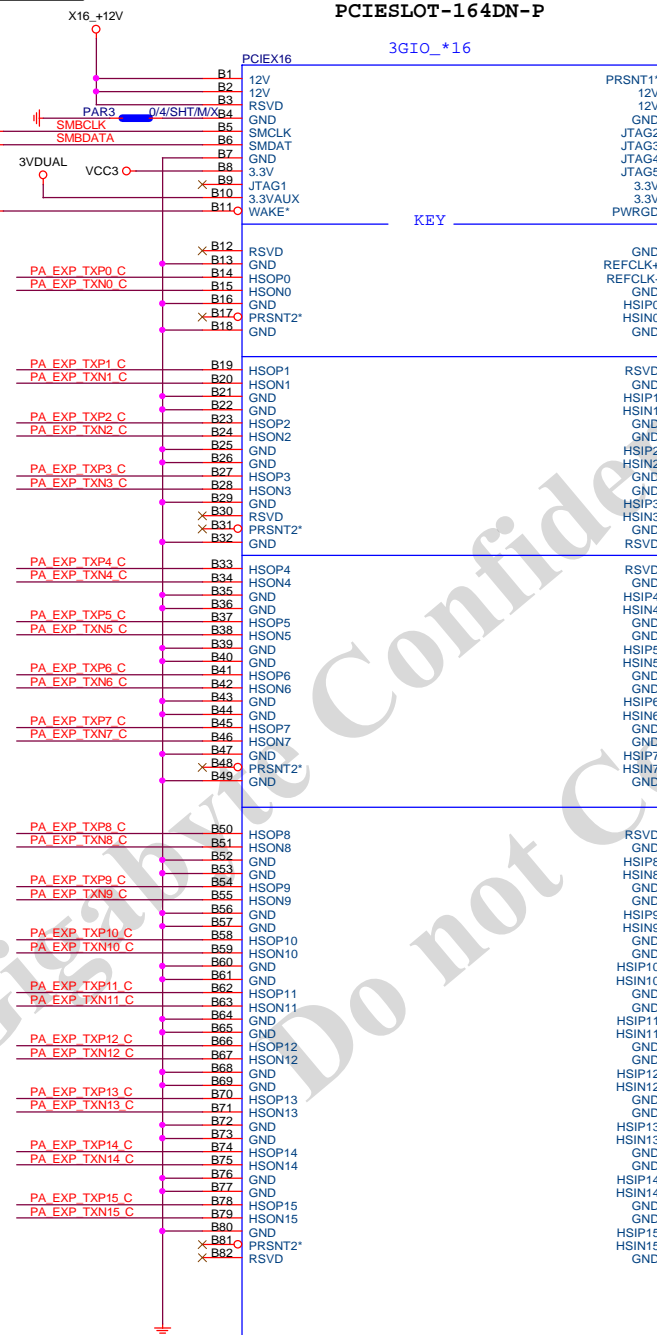 PCIESLOT-164DN-P
X16_+12V
3GIO_*16
PCIEX16
B1 12V PRSNT1*
B2 12V 12V
B3 RSVD 12V
PAR3 0/4/SHT/M/X B4 GND GND
SMBCLK B5 SMCLK JTAG2
SMBDATA B6 SMDAT JTAG3
B7 GND JTAG4
3VDUAL VCC3 B8 3.3V JTAG5
B9 JTAG1 3.3V
B10 3.3VAUX 3.3V
B11 WAKE* PWRGD
KEY
B12 RSVD GND
B13 GND REFCLK+
PA_EXP_TXP0_C B14 HSOP0 REFCLK-
PA_EXP_TXN0_C B15 HSON0 GND
B16 GND HSIP0
B17 PRSNT2* HSIN0
B18 GND GND
PA_EXP_TXP1_C B19 HSOP1 RSVD
PA_EXP_TXN1_C B20 HSON1 GND
B21 GND HSIP1
B22 GND HSIN1
PA_EXP_TXP2_C B23 HSOP2 GND
PA_EXP_TXN2_C B24 HSON2 GND
B25 GND HSIP2
B26 GND HSIN2
PA_EXP_TXP3_C B27 HSOP3 GND
PA_EXP_TXN3_C B28 HSON3 GND
B29 GND HSIP3
B30 RSVD HSIN3
B31 PRSNT2* GND
B32 GND RSVD
PA_EXP_TXP4_C B33 HSOP4 RSVD
PA_EXP_TXN4_C B34 HSON4 GND
B35 GND HSIP4
B36 GND HSIN4
PA_EXP_TXP5_C B37 HSOP5 GND
PA_EXP_TXN5_C B38 HSON5 GND
B39 GND HSIP5
B40 GND HSIN5
PA_EXP_TXP6_C B41 HSOP6 GND
PA_EXP_TXN6_C B42 HSON6 GND
B43 GND HSIP6
B44 GND HSIN6
PA_EXP_TXP7_C B45 HSOP7 GND
PA_EXP_TXN7_C B46 HSON7 GND
B47 GND HSIP7
B48 PRSNT2* HSIN7
B49 GND GND
PA_EXP_TXP8_C B50 HSOP8 RSVD
PA_EXP_TXN8_C B51 HSON8 GND
B52 GND HSIP8
B53 GND HSIN8
PA_EXP_TXP9_C B54 HSOP9 GND
PA_EXP_TXN9_C B55 HSON9 GND
B56 GND HSIP9
B57 GND HSIN9
PA_EXP_TXP10_C B58 HSOP10 GND
PA_EXP_TXN10_C B59 HSON10 GND
B60 GND HSIP10
B61 GND HSIN10
PA_EXP_TXP11_C B62 HSOP11 GND
PA_EXP_TXN11_C B63 HSON11 GND
B64 GND HSIP11
B65 GND HSIN11
PA_EXP_TXP12_C B66 HSOP12 GND
PA_EXP_TXN12_C B67 HSON12 GND
B68 GND HSIP12
B69 GND HSIN12
PA_EXP_TXP13_C B70 HSOP13 GND
PA_EXP_TXN13_C B71 HSON13 GND
B72 GND HSIP13
B73 GND HSIN13
PA_EXP_TXP14_C B74 HSOP14 GND
PA_EXP_TXN14_C B75 HSON14 GND
B76 GND HSIP14
B77 GND HSIN14
PA_EXP_TXP15_C B78 HSOP15 GND
PA_EXP_TXN15_C B79 HSON15 GND
B80 GND HSIP15
B81 PRSNT2* HSIN15
B82 RSVD GND
Gigabyte Confide
Do not Co